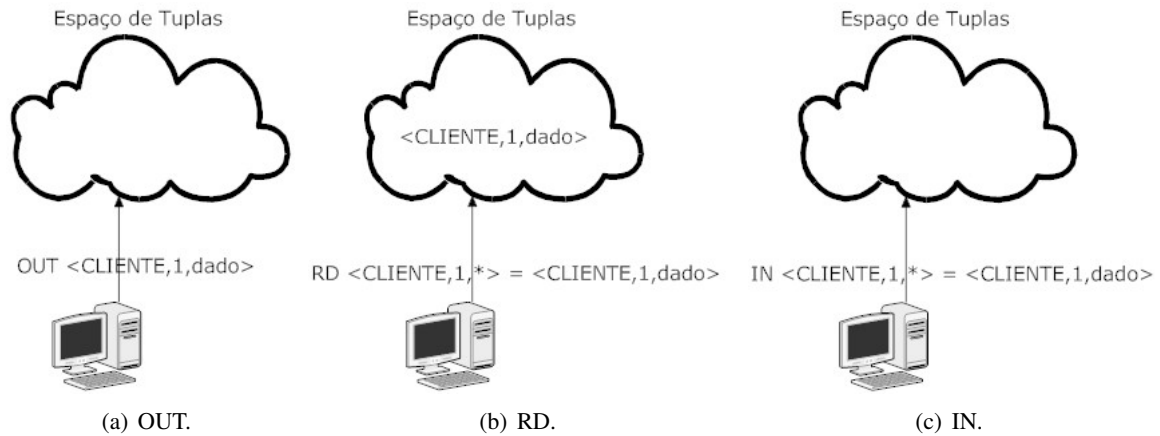 Espaço de Tuplas
Espaço de Tuplas
Espaço de Tuplas
<CLIENTE,1,dado>
OUT <CLIENTE,1,dado>
RD <CLIENTE,1,*> = <CLIENTE,1,dado>
IN <CLIENTE,1,*> = <CLIENTE,1,dado>
(a) OUT.
(b) RD.
(c) IN.